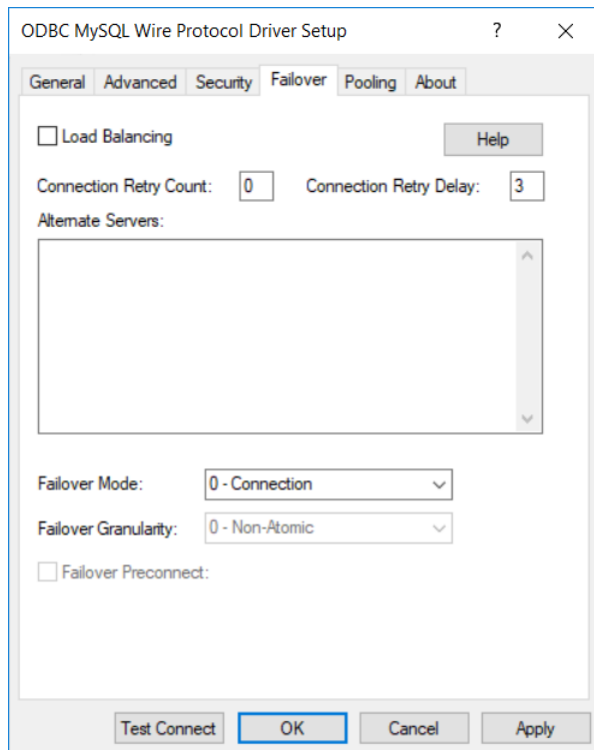 ODBC MySQL Wire Protocol Driver Setup ?
General Advanced Security Failover Pooling About
Load Balancing Help
Connection Retry Count: 0 Connection Retry Delay: 3
Alternate Servers:
Failover Mode: 0 - Connection
Failover Granularity: 0 - Non-Atomic
Failover Preconnect:
Test Connect OK Cancel Apply